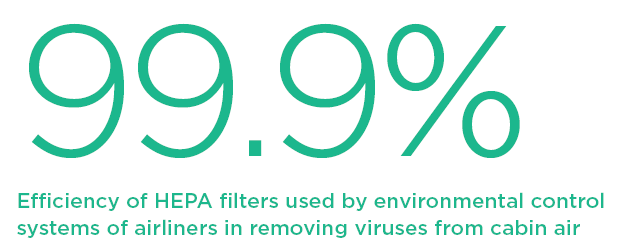 99.9%
Efficiency of HEPA filters used by environmental control
systems of airliners in removing viruses from cabin air